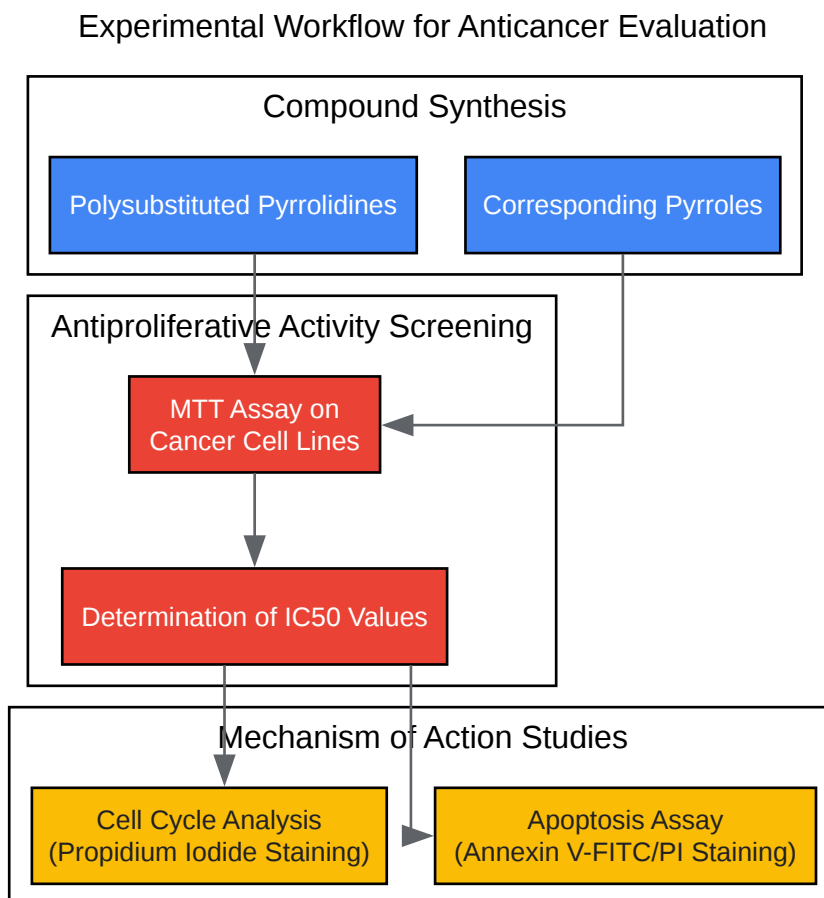 Experimental Workflow for Anticancer Evaluation
Compound Synthesis
Polysubstituted Pyrrolidines
Corresponding Pyrroles
Antiproliferative Activity Screening
MTT Assay on
Cancer Cell Lines
Determination of IC50 Values
Mechanism of Action Studies
Cell Cycle Analysis
(Propidium Iodide Staining)
Apoptosis Assay
(Annexin V-FITC/PI Staining)